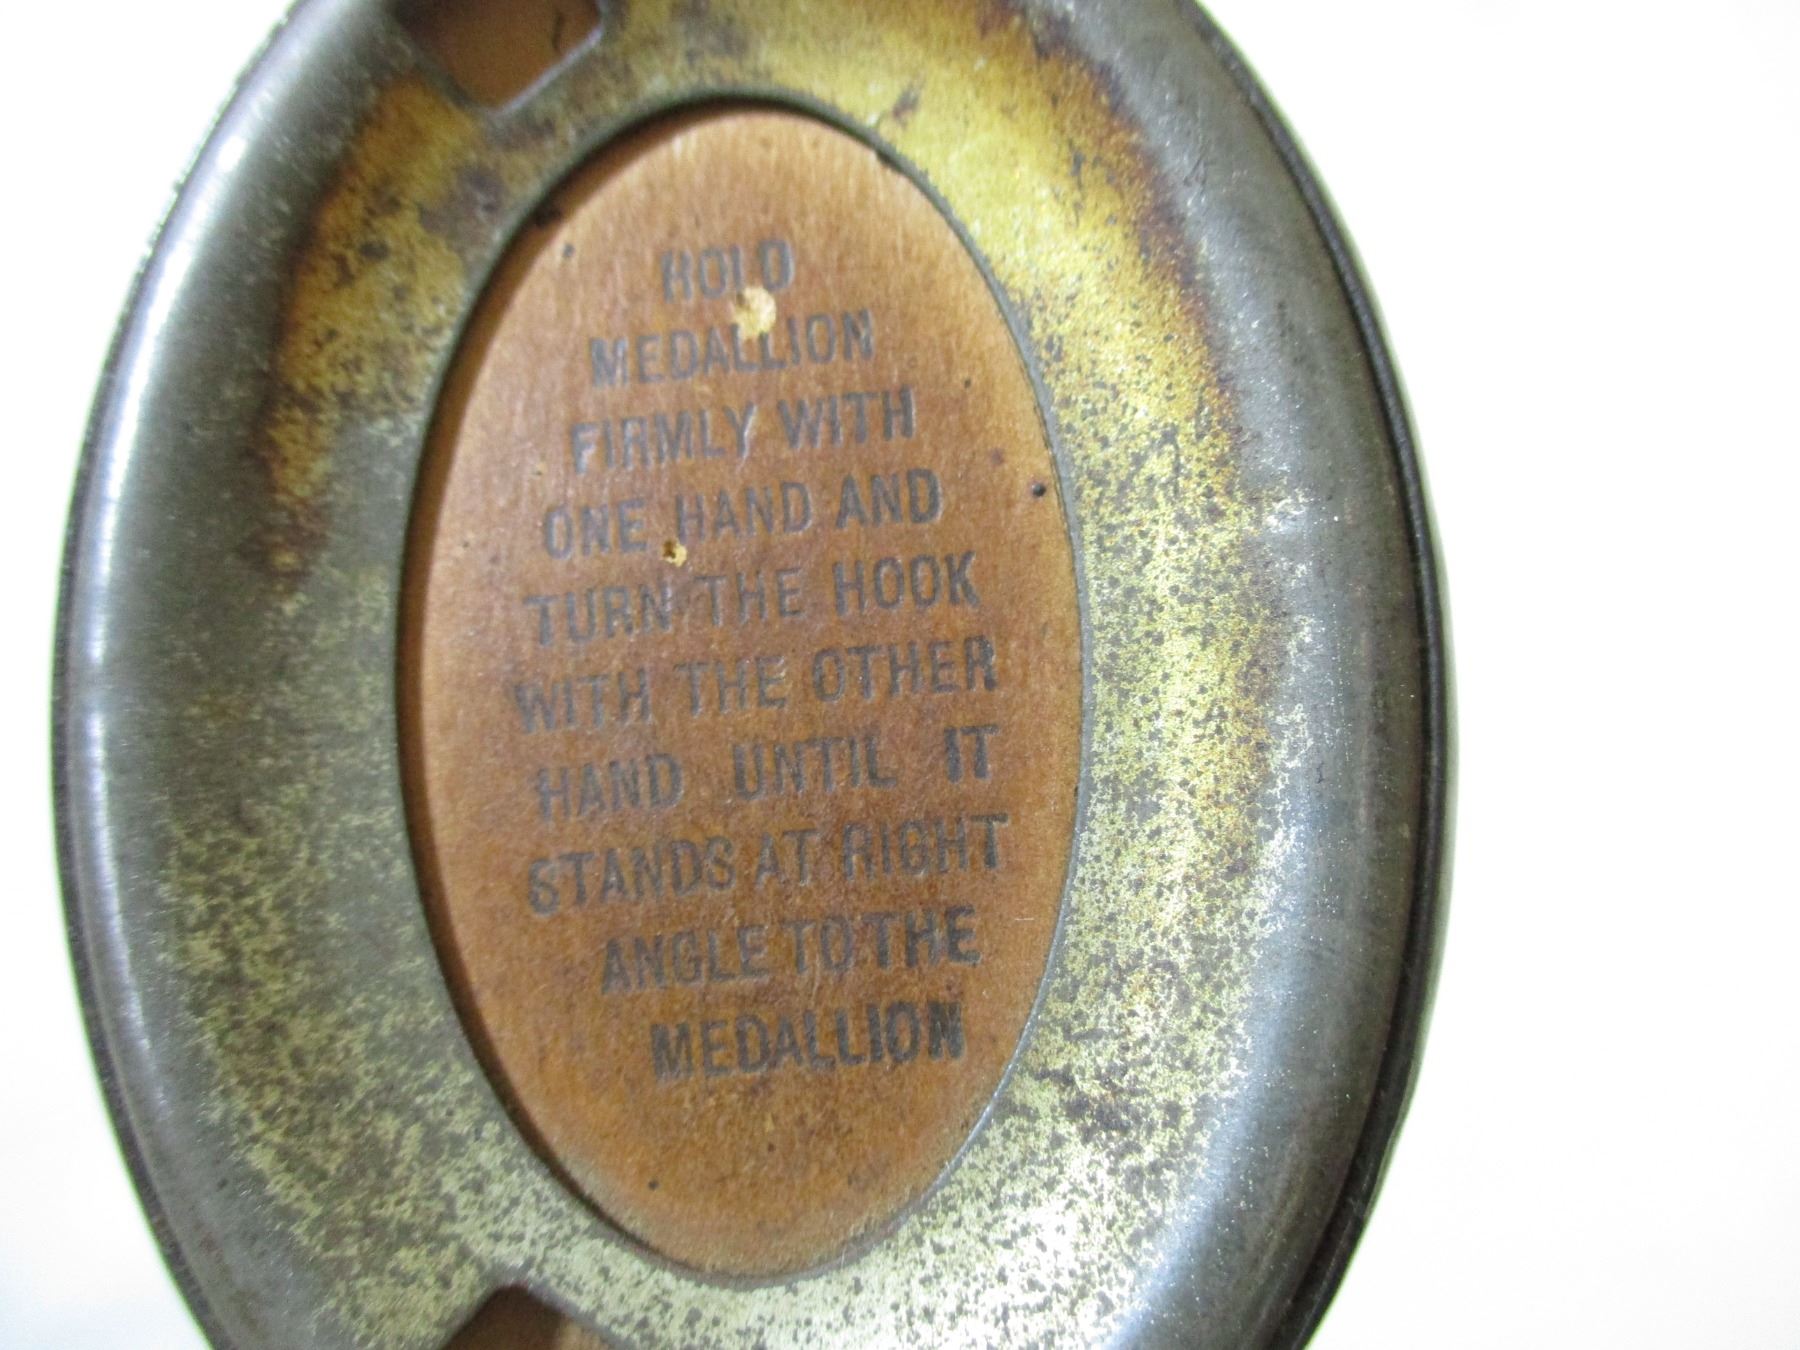 HOLD
MEDALLION
FIRMLY WITH
ONE HAND AND
TURN THE HOOK
WITH THE OTHER
HAND UNTIL IT
STANDS AT RIGHT
ANGLE TO THE
MEDALLION